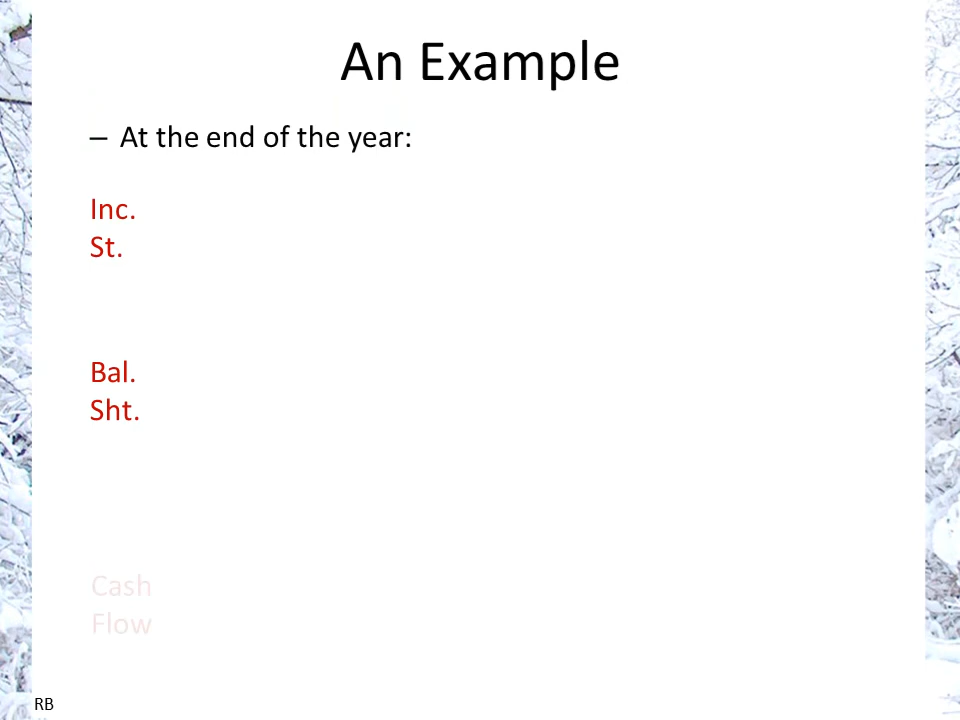 An Example
– At the end of the year:
Inc.
St.
Bal.
Sht.
Cash
Flow
RB